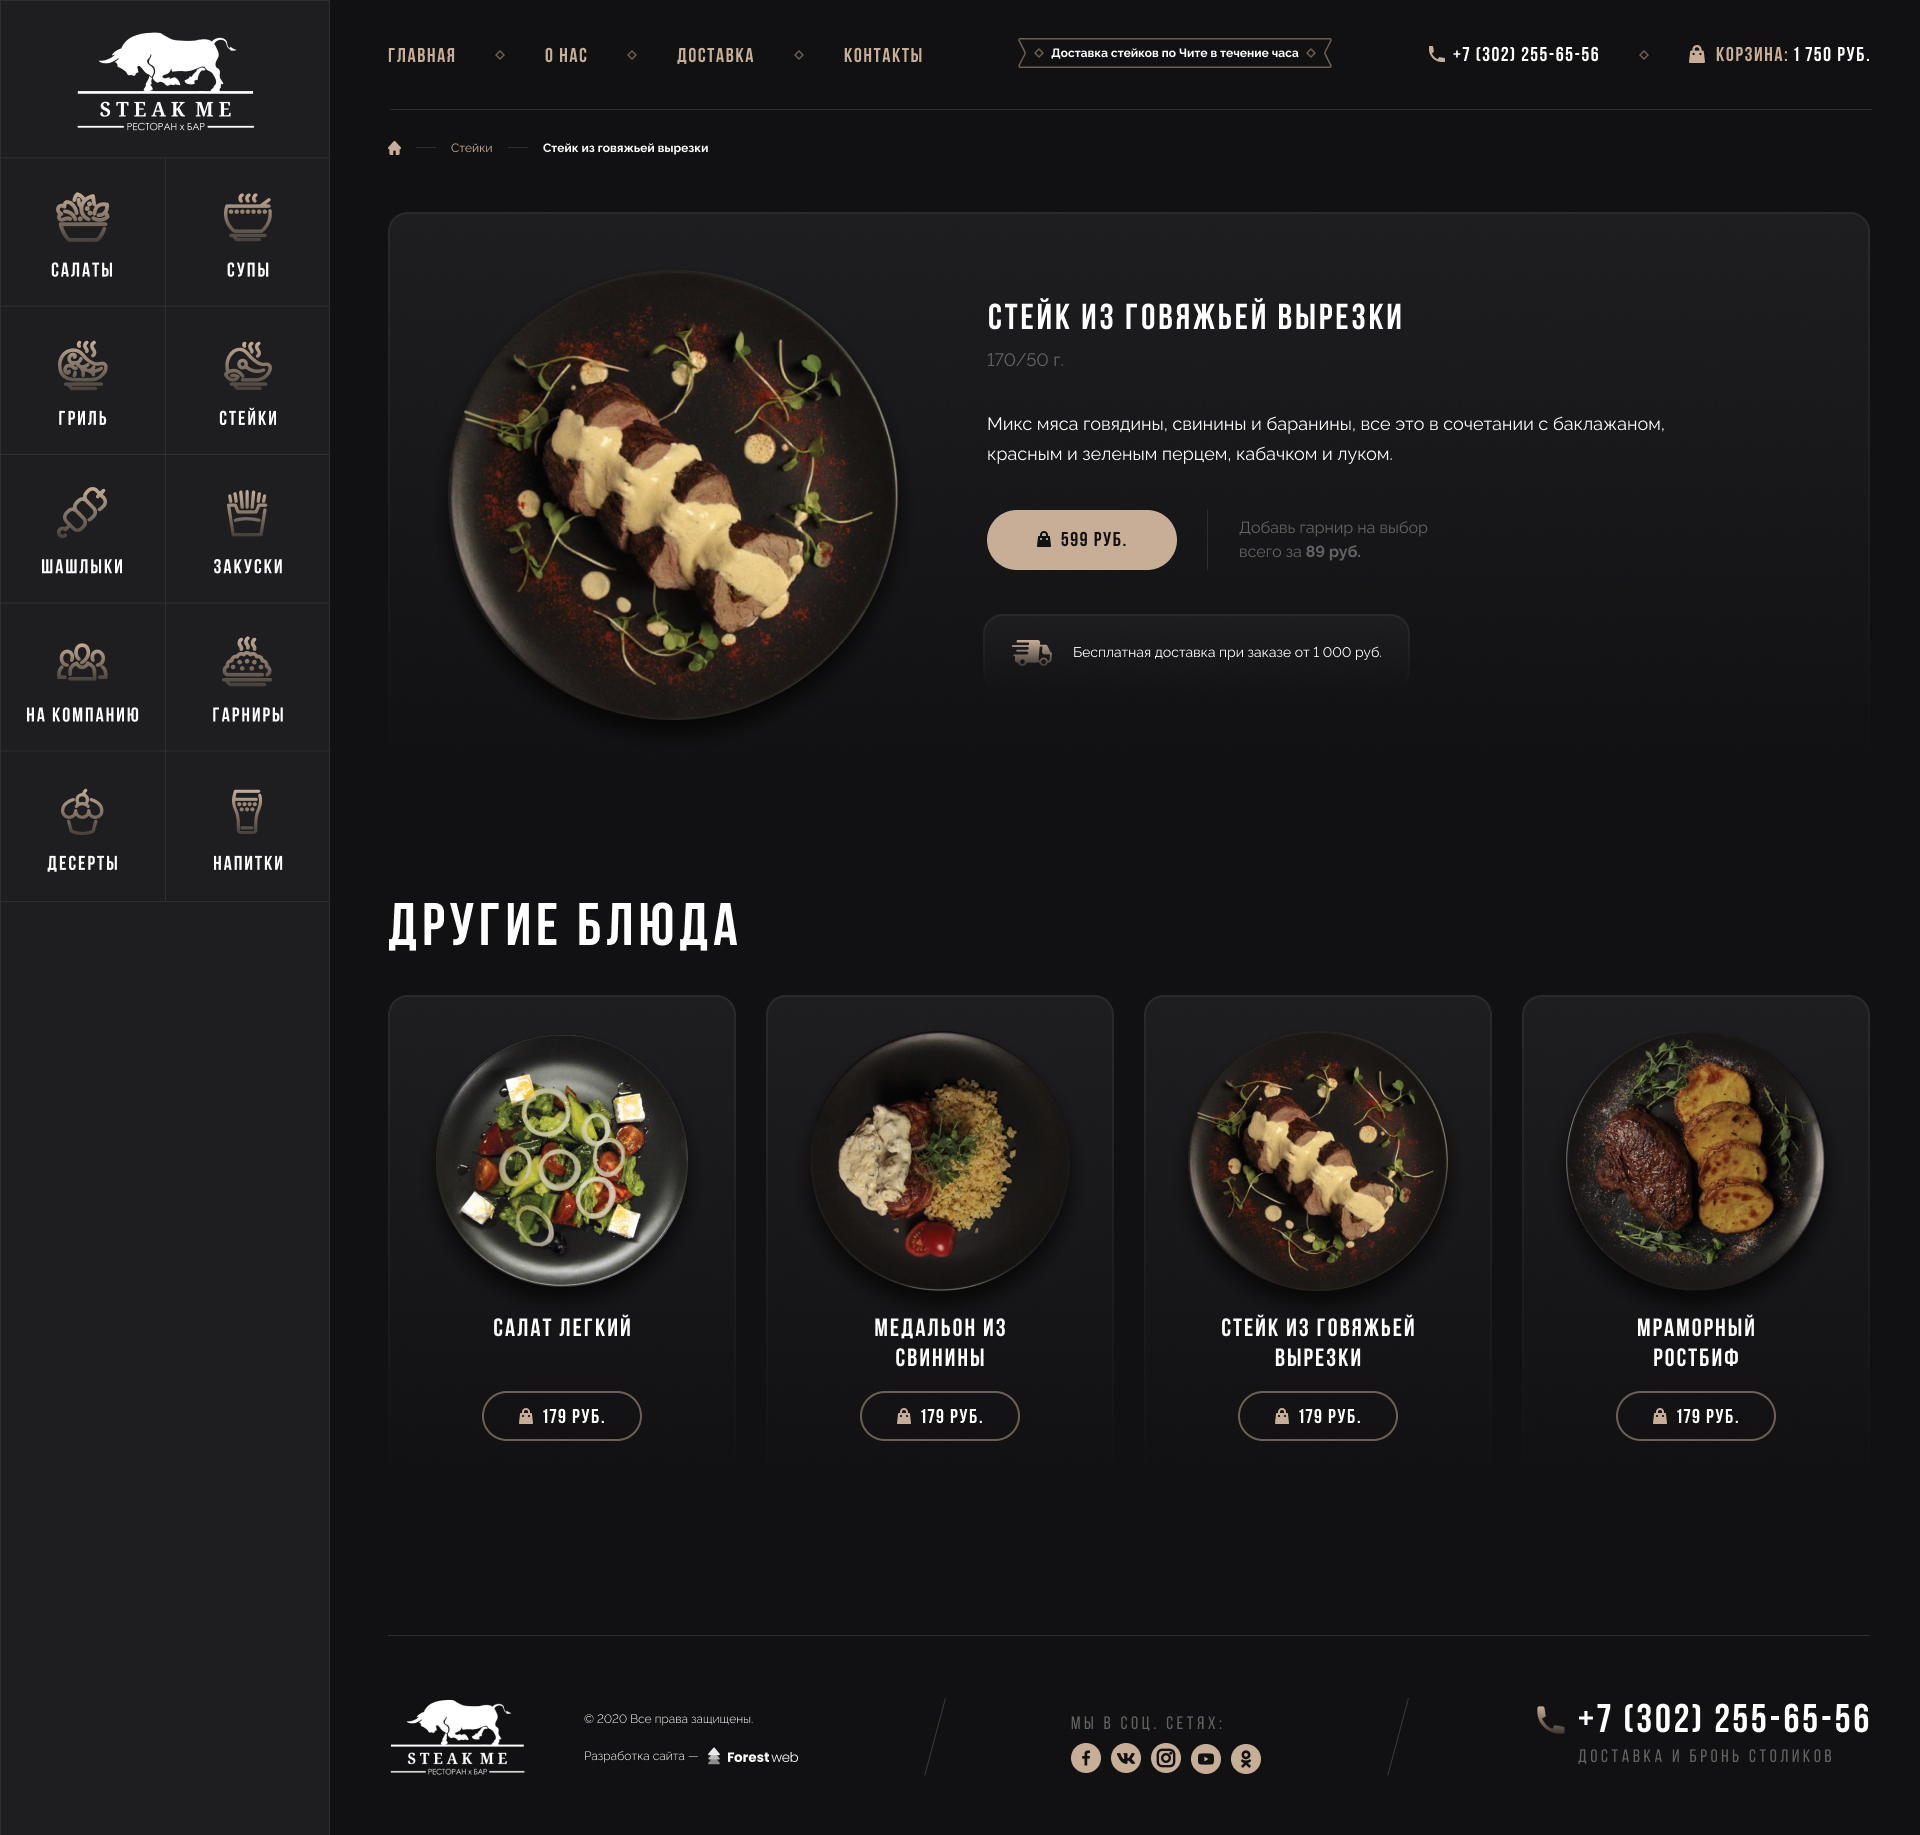 STEAK ME
РЕСТОРАН х БАР
САЛАТЫ
СУПЫ
ГРИЛЬ
СТЕЙКИ
ШАШЛЫКИ
ЗАКУСКИ
НА КОМПАНИЮ
ГАРНИРЫ
ДЕСЕРТЫ
НАПИТКИ
ГЛАВНАЯ
О НАС
ДОСТАВКА
КОНТАКТЫ
Доставка стейков по Чите в течение часа
+7 (302) 255-65-56
КОРЗИНА: 1 750 РУБ.
Стейки
Стейк из говяжьей вырезки
СТЕЙК ИЗ ГОВЯЖЬЕЙ ВЫРЕЗКИ
170/50 г.
Микс мяса говядины, свинины и баранины, все это в сочетании с баклажаном,
красным и зеленым перцем, кабачком и луком.
599 РУБ.
Добавь гарнир на выбор
всего за 89 руб.
Бесплатная доставка при заказе от 1 000 руб.
ДРУГИЕ БЛЮДА
САЛАТ ЛЕГКИЙ
179 РУБ.
МЕДАЛЬОН ИЗ
СВИНИНЫ
179 РУБ.
СТЕЙК ИЗ ГОВЯЖЬЕЙ
ВЫРЕЗКИ
179 РУБ.
МРАМОРНЫЙ
РОСТБИФ
179 РУБ.
STEAK ME
РЕСТОРАН х БАР
© 2020 Все права защищены.
Разработка сайта — Forest web
МЫ В СОЦ. СЕТЯХ:
+7 (302) 255-65-56
ДОСТАВКА И БРОНЬ СТОЛИКОВ